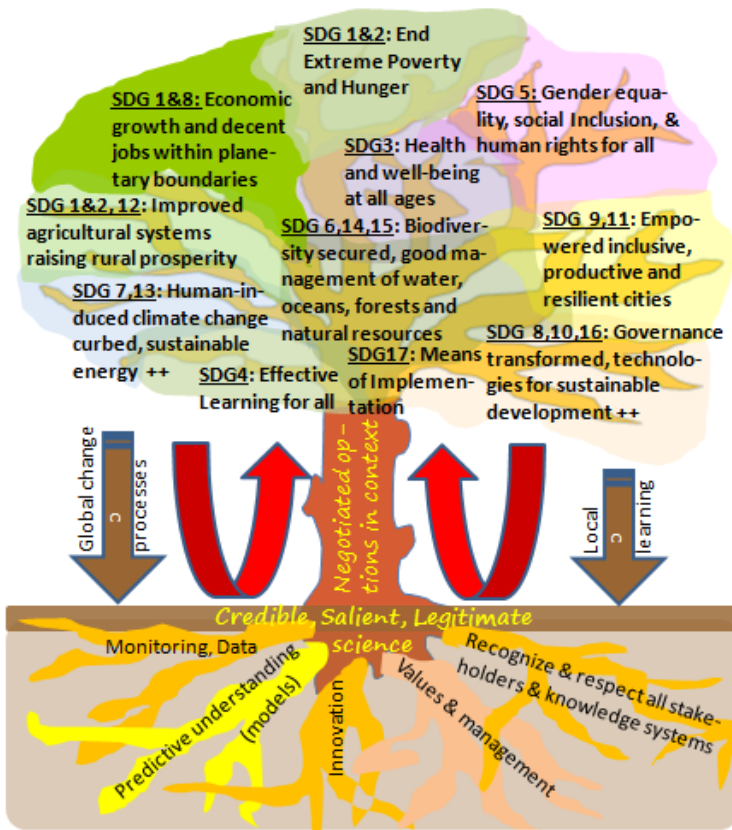 SDG 1&2: End
Extreme Poverty
and Hunger
SDG 1&8: Economic
growth and decent
jobs within plane-
tary boundaries
SDG 5: Gender equa-
lity, social Inclusion, &
human rights for all
SDG3: Health
and well-being
at all ages
SDG 1&2, 12: Improved
agricultural systems
raising rural prosperity
SDG 6,14,15: Biodiver-
sity secured, good ma-
nagement of water,
oceans, forests and
natural resources
SDG 9,11: Empo-
wered inclusive,
productive and
resilient cities
SDG 7,13: Human-in-
duced climate change
curbed, sustainable
energy ++
SDG4: Effective
Learning for all
SDG17: Means
of Implemen-
tation
SDG 8,10,16: Governance
transformed, technolo-
gies for sustainable
development ++
Global change
processes
c
Negotiated op-
tions in context
Local
learning
c
Credible, Salient, Legitimate
science
Monitoring, Data
Predictive understanding
(models)
Innovation
Values & management
Recognize & respect all stake-
holders & knowledge systems